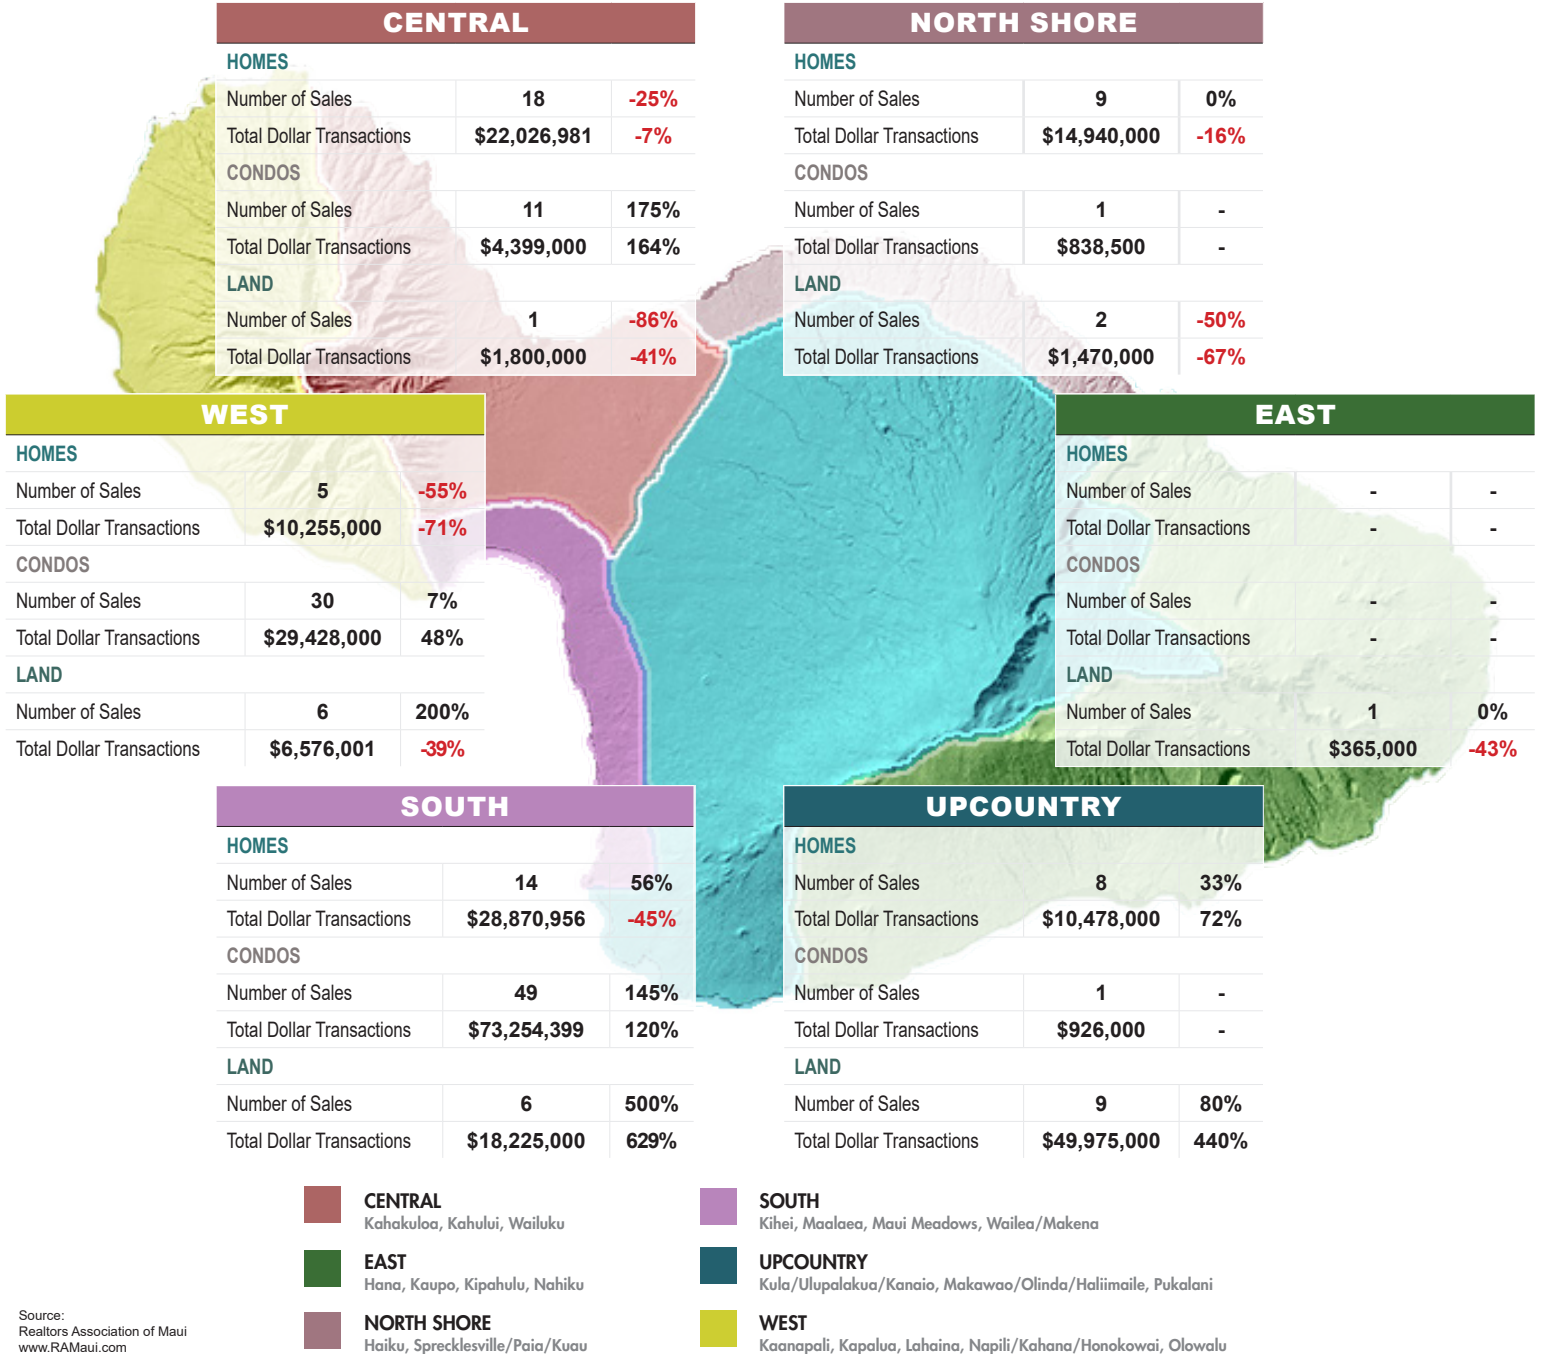 CENTRAL
HOMES
Number of Sales 18 -25%
Total Dollar Transactions $22,026,981 -7%
CONDOS
Number of Sales 11 175%
Total Dollar Transactions $4,399,000 164%
LAND
Number of Sales 1 -86%
Total Dollar Transactions $1,800,000 -41%
NORTH SHORE
HOMES
Number of Sales 9 0%
Total Dollar Transactions $14,940,000 -16%
CONDOS
Number of Sales 1 -
Total Dollar Transactions $838,500 -
LAND
Number of Sales 2 -50%
Total Dollar Transactions $1,470,000 -67%
WEST
HOMES
Number of Sales 5 -55%
Total Dollar Transactions $10,255,000 -71%
CONDOS
Number of Sales 30 7%
Total Dollar Transactions $29,428,000 48%
LAND
Number of Sales 6 200%
Total Dollar Transactions $6,576,001 -39%
EAST
HOMES
Number of Sales - -
Total Dollar Transactions - -
CONDOS
Number of Sales - -
Total Dollar Transactions - -
LAND
Number of Sales 1 0%
Total Dollar Transactions $365,000 -43%
SOUTH
HOMES
Number of Sales 14 56%
Total Dollar Transactions $28,870,956 -45%
CONDOS
Number of Sales 49 145%
Total Dollar Transactions $73,254,399 120%
LAND
Number of Sales 6 500%
Total Dollar Transactions $18,225,000 629%
UPCOUNTRY
HOMES
Number of Sales 8 33%
Total Dollar Transactions $10,478,000 72%
CONDOS
Number of Sales 1 -
Total Dollar Transactions $926,000 -
LAND
Number of Sales 9 80%
Total Dollar Transactions $49,975,000 440%
CENTRAL
Kahakuloa, Kahului, Wailuku
EAST
Hana, Kaupo, Kipahulu, Nahiku
NORTH SHORE
Haiku, Sprecklesville/Paia/Kuau
SOUTH
Kihei, Maalaea, Maui Meadows, Wailea/Makena
UPCOUNTRY
Kula/Ulupalakua/Kanaio, Makawao/Olinda/Haliimaile, Pukalani
WEST
Kaanapali, Kapalua, Lahaina, Napili/Kahana/Honokowai, Olowalu
Source:
Realtors Association of Maui
www.RAMaui.com